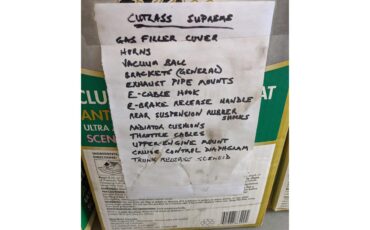 CUTLASS SUPREME
GAS FILLER COVER
HORNS
VACUUM BALL
BRACKETS (GENERAL)
EXHAUST PIPE MOUNTS
E-CABLE HOOK
E-BRAKE RELEASE HANDLE
REAR SUSPENSION RUBBER
SHOCKS
RADIATOR CUSHIONS
THROTTLE CABLES
UPPER ENGINE MOUNT
CRUISE CONTROL DIAPHRAGM
TRUNK RELEASE SCENOID
CLU
AT
ANT
ULTRA
SCEN